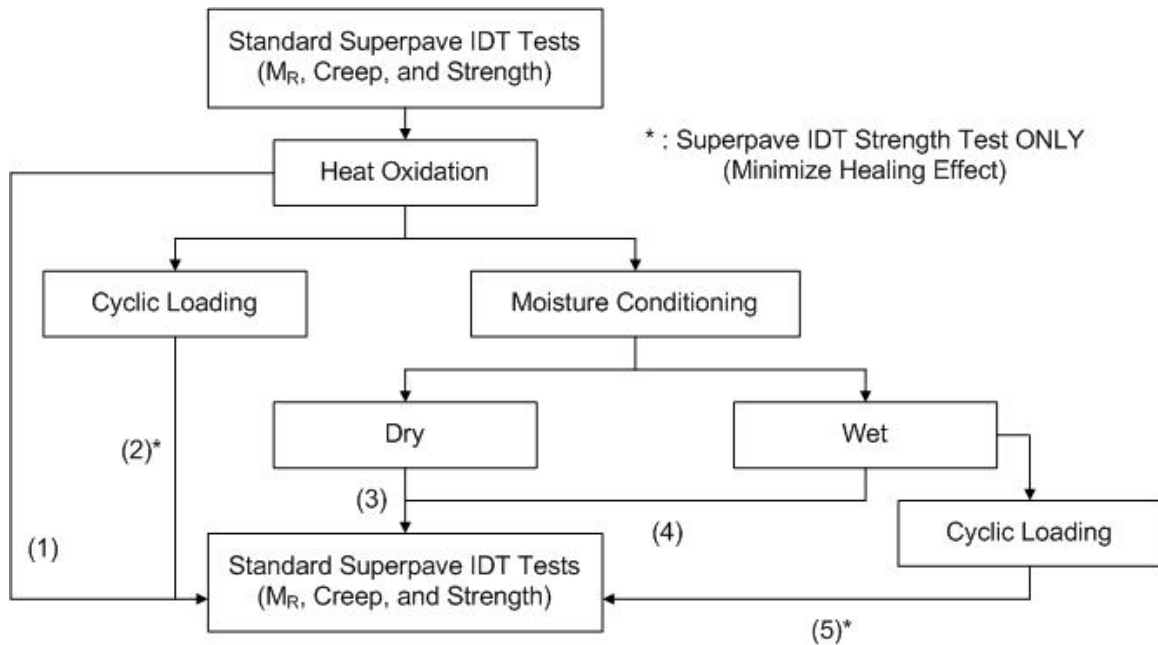 Standard Superpave IDT Tests
(MR, Creep, and Strength)
* : Superpave IDT Strength Test ONLY
(Minimize Healing Effect)
Heat Oxidation
Cyclic Loading
Moisture Conditioning
Dry
Wet
(2)*
(3)
(4)
Cyclic Loading
(1)
Standard Superpave IDT Tests
(MR, Creep, and Strength)
(5)*